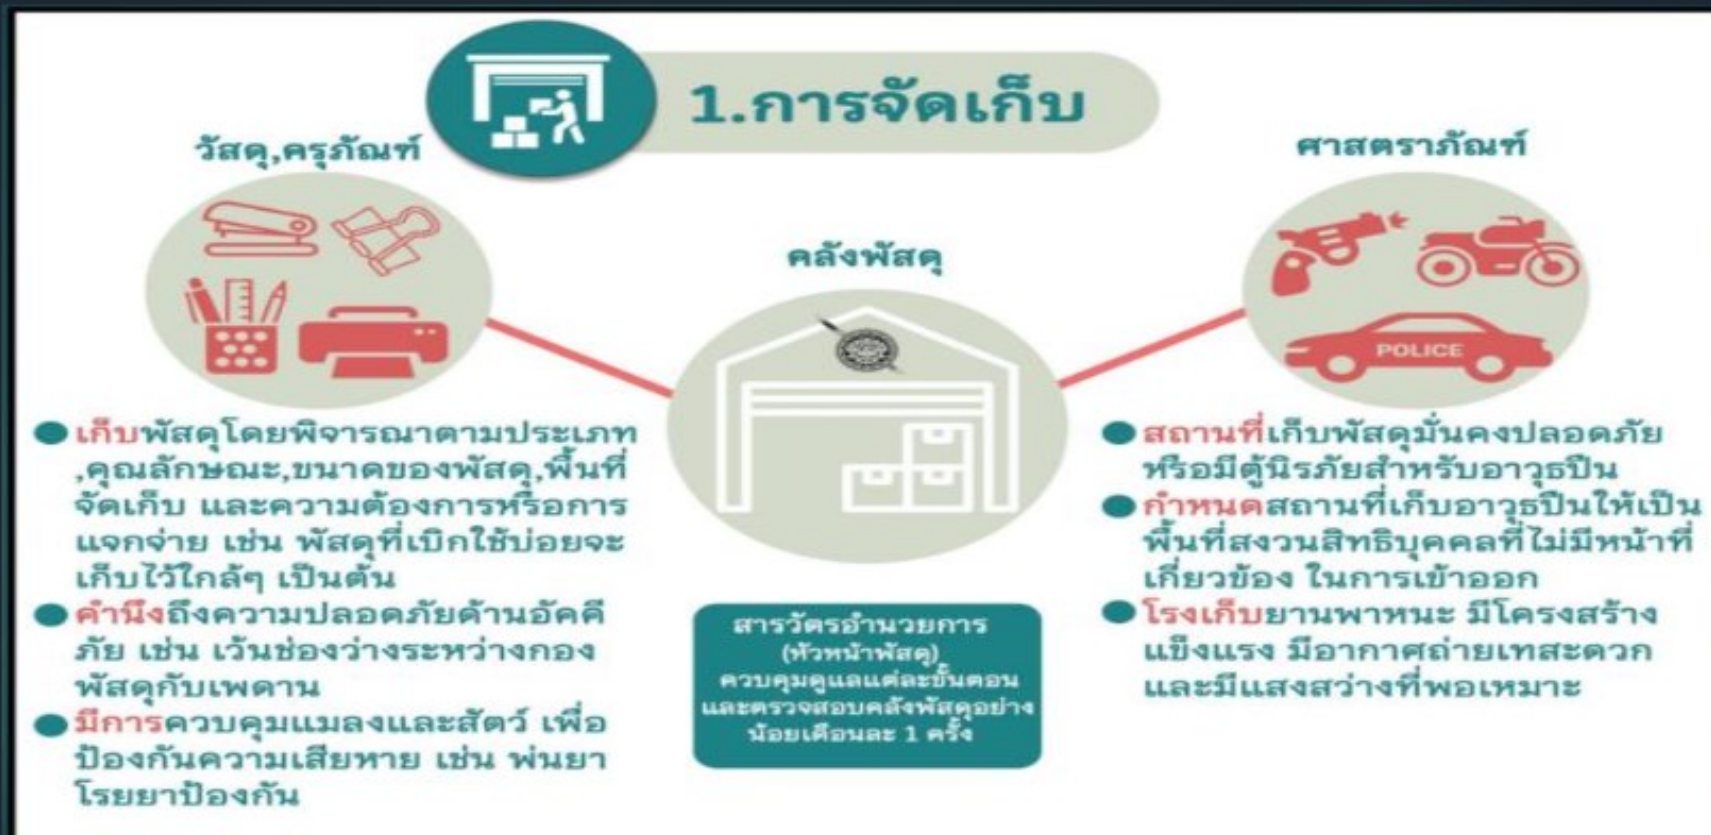 1.การจัดเก็บ
วัสดุ,ครุภัณฑ์
เก็บพัสดุโดยพิจารณาตามประเภท
,คุณลักษณะ,ขนาดของพัสดุ,พื้นที่
จัดเก็บ และความต้องการหรือการ
แจกจ่าย เช่น พัสดุที่เบิกใช้บ่อยจะ
เก็บไว้ใกล้ๆ เป็นต้น
คำนึงถึงความปลอดภัยด้านอัคคี
ภัย เช่น เว้นช่องว่างระหว่างกอง
พัสดุกับเพดาน
มีการควบคุมแมลงและสัตว์ เพื่อ
ป้องกันความเสียหาย เช่น พ่นยา
โรยยาป้องกัน
คลังพัสดุ
สารวัตรอำนวยการ
(หัวหน้าพัสดุ)
ควบคุมดูแลแต่ละขั้นตอน
และตรวจสอบคลังพัสดุอย่าง
น้อยเดือนละ 1 ครั้ง
ศาสตราภัณฑ์
POLICE
สถานที่เก็บพัสดุมั่นคงปลอดภัย
หรือมีตู้นิรภัยสำหรับอาวุธปืน
กำหนดสถานที่เก็บอาวุธปืนให้เป็น
พื้นที่สงวนสิทธิบุคคลที่ไม่มีหน้าที่
เกี่ยวข้อง ในการเข้าออก
โรงเก็บยานพาหนะ มีโครงสร้าง
แข็งแรง มีอากาศถ่ายเทสะดวก
และมีแสงสว่างที่พอเหมาะ